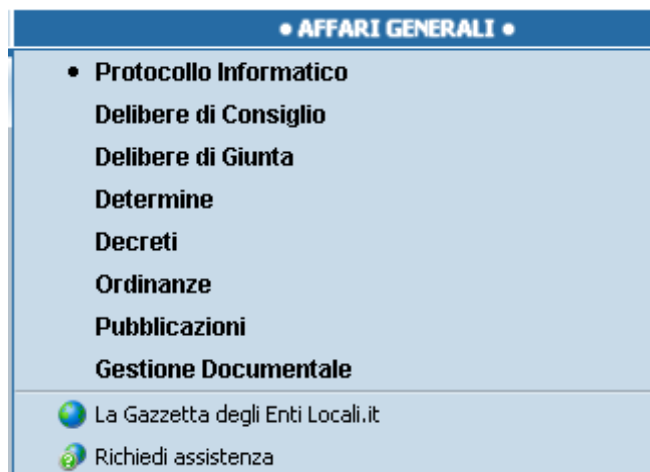 • AFFARI GENERALI •
• Protocollo Informatico
Delibere di Consiglio
Delibere di Giunta
Determine
Decreti
Ordinanze
Pubblicazioni
Gestione Documentale
La Gazzetta degli Enti Locali.it
Richiedi assistenza